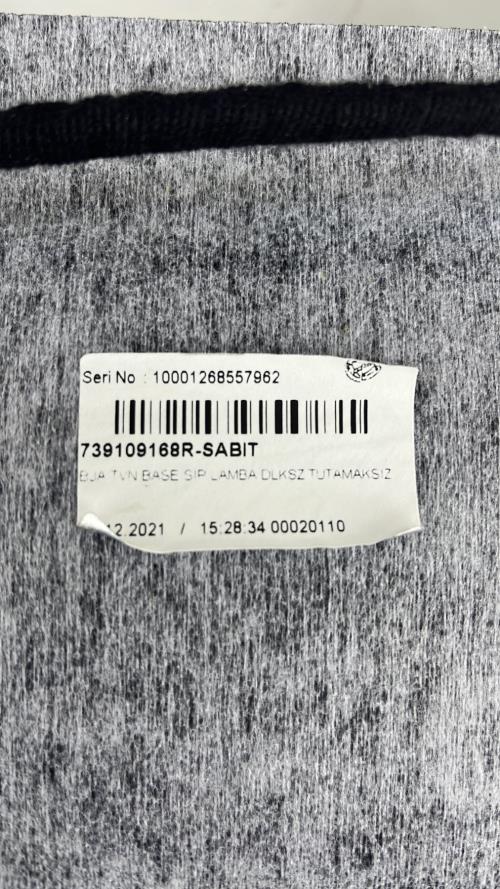 Seri No : 10001268557962
739109168R-SABIT
BJA TVN BASE SIP LAMBA DLKSZ TUTAMAKSIZ
12.2021 / 15:28:34 00020110